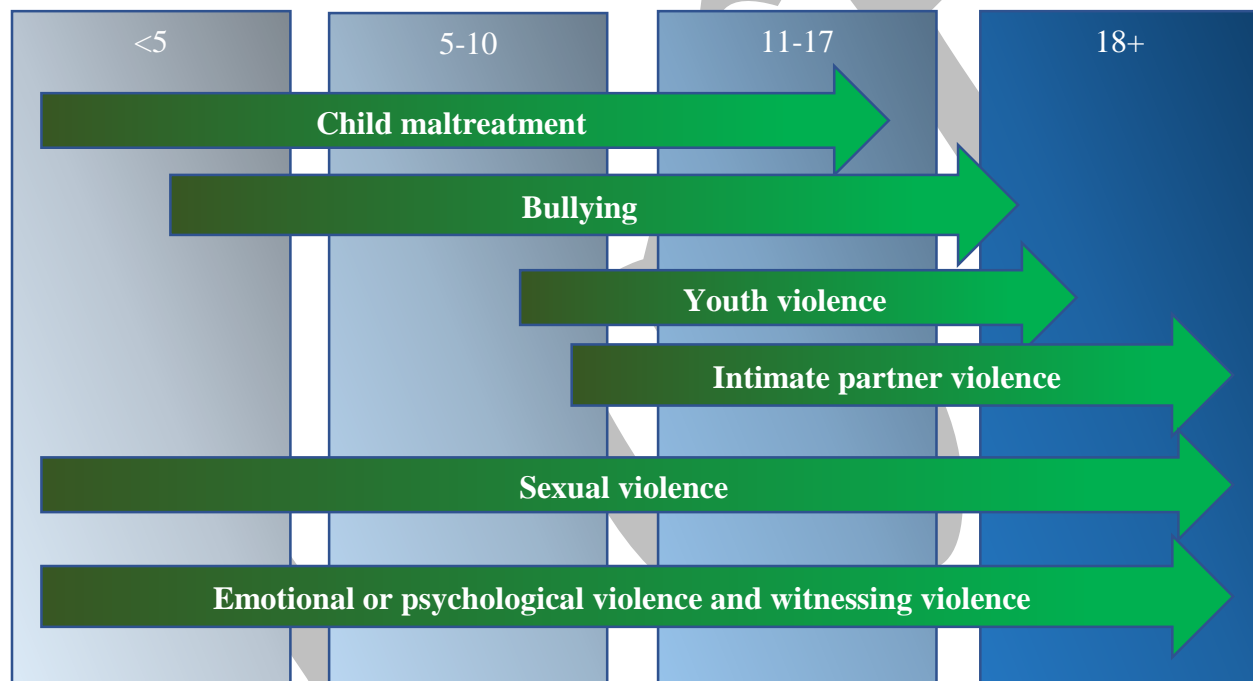 <5
5-10
11-17
18+
Child maltreatment
Bullying
Youth violence
Intimate partner violence
Sexual violence
Emotional or psychological violence and witnessing violence